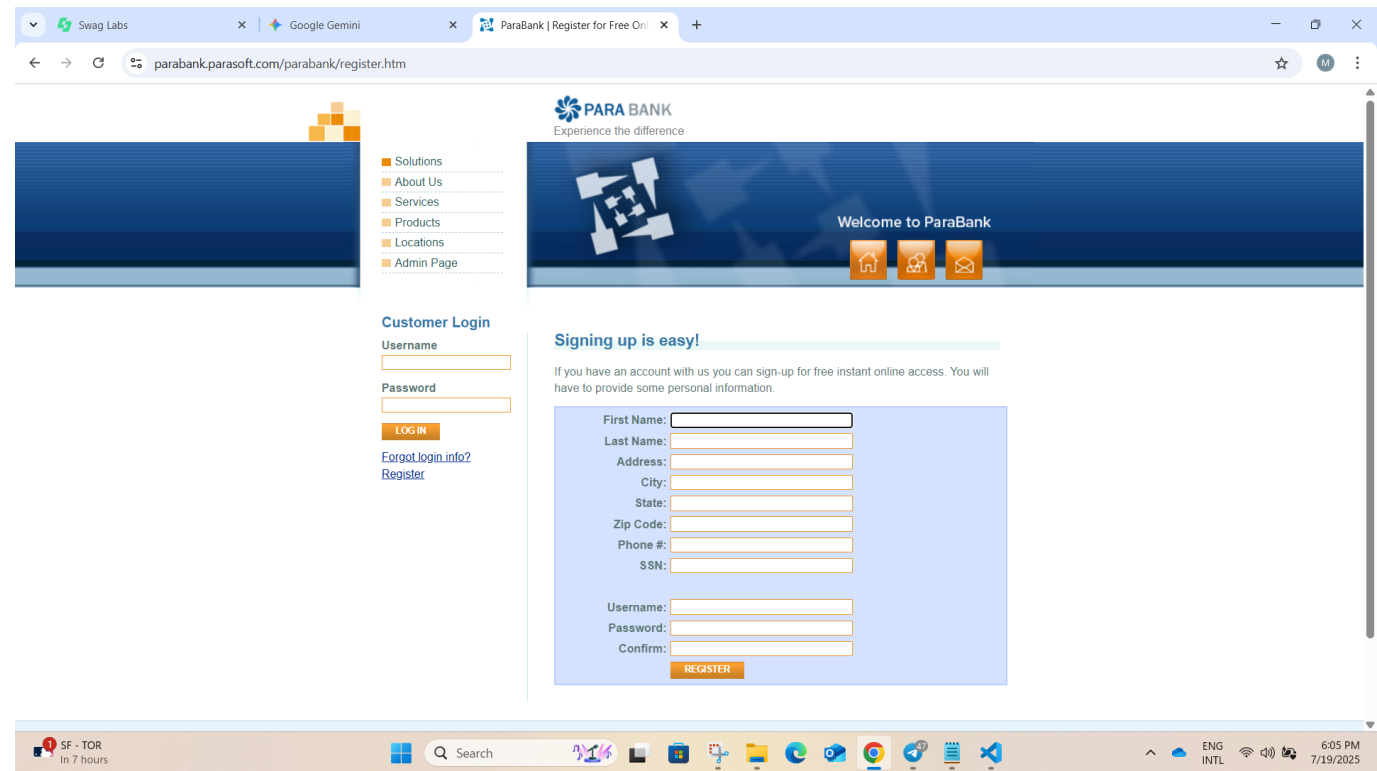 Swag Labs
Google Gemini
ParaBank | Register for Free Onl
parabank.parasoft.com/parabank/register.htm
M
PARA BANK
Experience the difference
Solutions
About Us
Services
Products
Locations
Admin Page
Welcome to ParaBank
Customer Login
Username
Password
LOG IN
Forgot login info?
Register
Signing up is easy!
If you have an account with us you can sign-up for free instant online access. You will
have to provide some personal information.
First Name:
Last Name:
Address:
City:
State:
Zip Code:
Phone #:
SSN:
Username:
Password:
Confirm:
REGISTER
1
SF - TOR
In 7 hours
Search
ENG
INTL
6:05 PM
7/19/2025